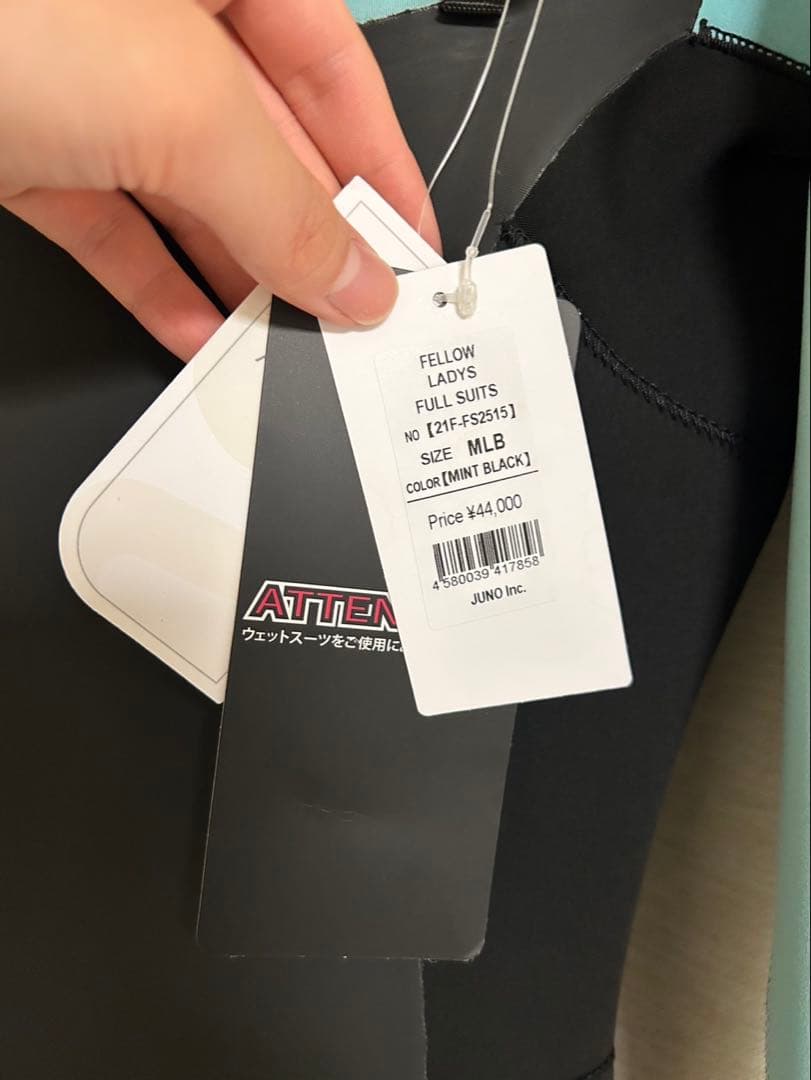 FELLOW
LADYS
FULL SUITS
NO【21F-FS2515】
SIZE MLB
COLOR【MINT BLACK】
Price ¥44,000
4 580039 417858
JUNO Inc.
ATTEN
ウェットスーツをご使用に